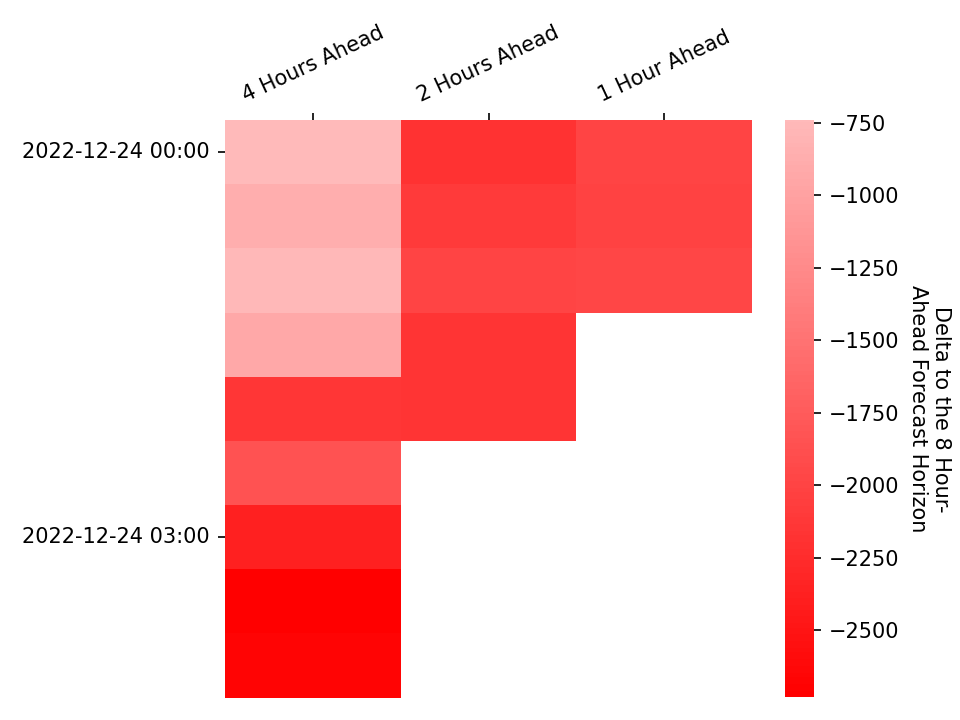 4 Hours Ahead
2 Hours Ahead
1 Hour Ahead
2022-12-24 00:00
2022-12-24 03:00
−750
−1000
−1250
−1500
−1750
−2000
−2250
−2500
Delta to the 8 Hour-
Ahead Forecast Horizon